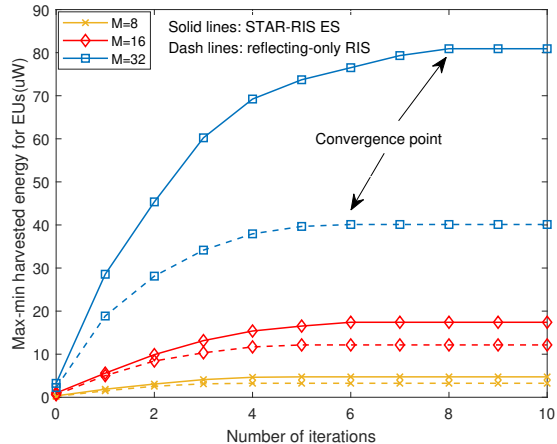 M=8
M=16
M=32
Solid lines: STAR-RIS ES
Dash lines: reflecting-only RIS
Convergence point
Max-min harvested energy for EUs(uW)
90
80
70
60
50
40
30
20
10
0
0 2 4 6 8 10
Number of iterations